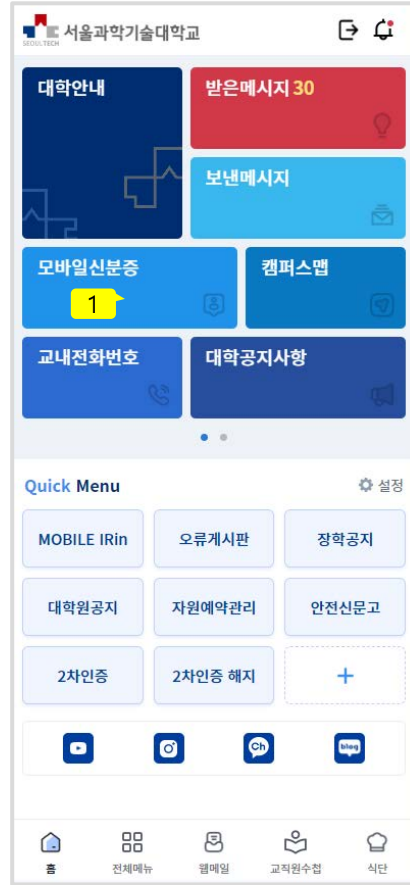 SEOULTECH 서울과학기술대학교
대학안내
받은메시지 30
보낸메시지
모바일신분증
1
캠퍼스맵
교내전화번호
대학공지사항
Quick Menu
설정
MOBILE IRin
오류게시판
장학공지
대학원공지
자원예약관리
안전신문고
2차인증
2차인증 해지
+
Ch
blog
홈
전체메뉴
웹메일
교직원수첩
식단